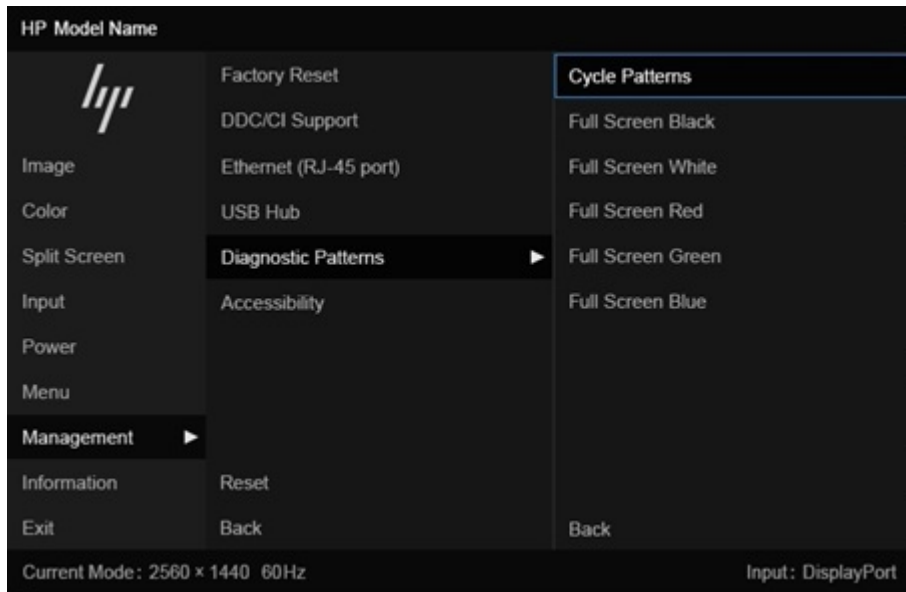 HP Model Name
hp
Image
Color
Split Screen
Input
Power
Menu
Management
Information
Exit
Factory Reset
DDC/CI Support
Ethernet (RJ-45 port)
USB Hub
Diagnostic Patterns
Accessibility
Reset
Back
Cycle Patterns
Full Screen Black
Full Screen White
Full Screen Red
Full Screen Green
Full Screen Blue
Back
Current Mode: 2560 × 1440 60Hz
Input: DisplayPort